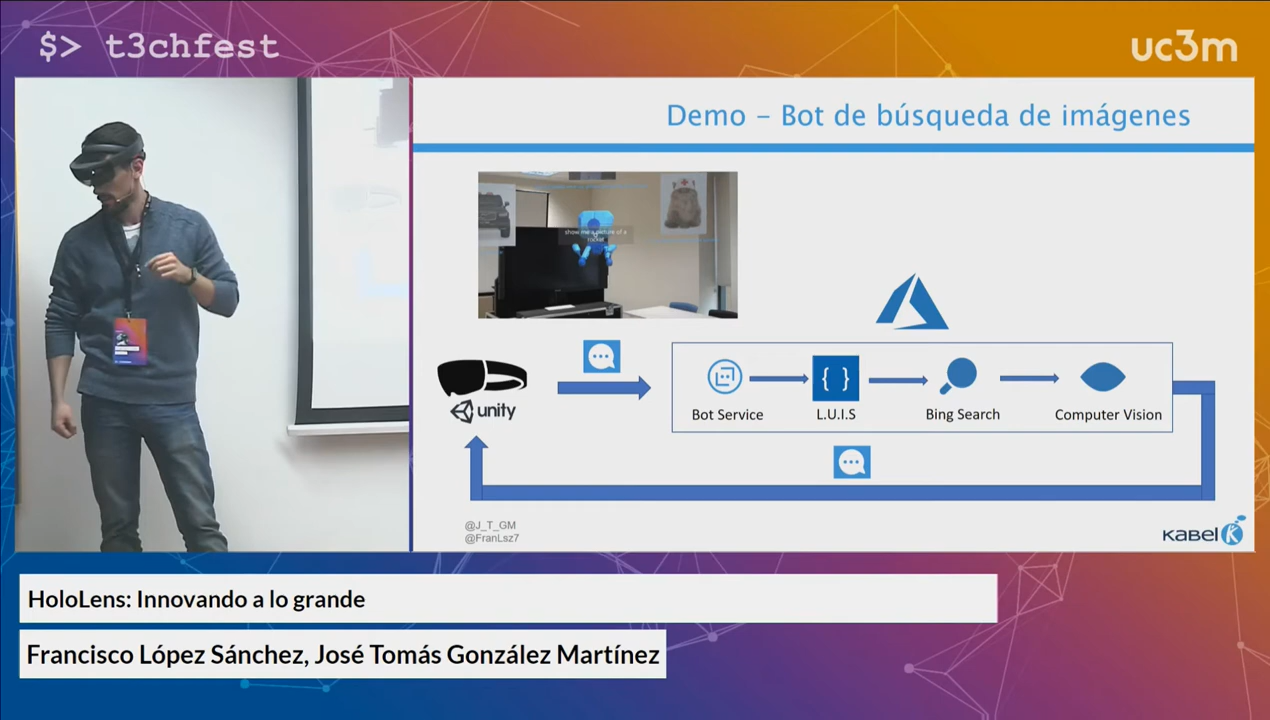 $> t3chfest
uc3m
Demo – Bot de búsqueda de imágenes
show me a picture of a
rocket
unity
Bot Service
L.U.I.S
Bing Search
Computer Vision
@J_T_GM
@FranLsz7
KABEL
HoloLens: Innovando a lo grande
Francisco López Sánchez, José Tomás González Martínez